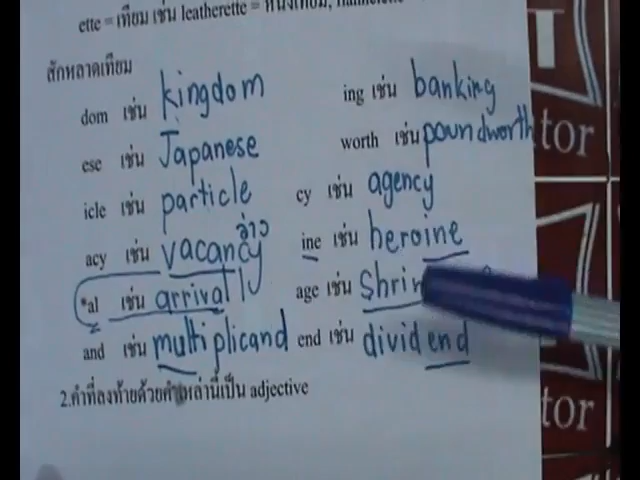 ette = เทียม เช่น leatherette = หนังเทียม,
สักหลาดเทียม
dom เช่น kingdom ing เช่น banking
ese เช่น Japanese worth เช่น poundworth
icle เช่น particle cy เช่น agency
acy เช่น vacancy ว่าง ine เช่น heroine
*al เช่น arrival age เช่น
and เช่น multiplicand end เช่น dividend
2.คำที่ลงท้ายด้วยคำเหล่านี้เป็น adjective
T
tor
tor